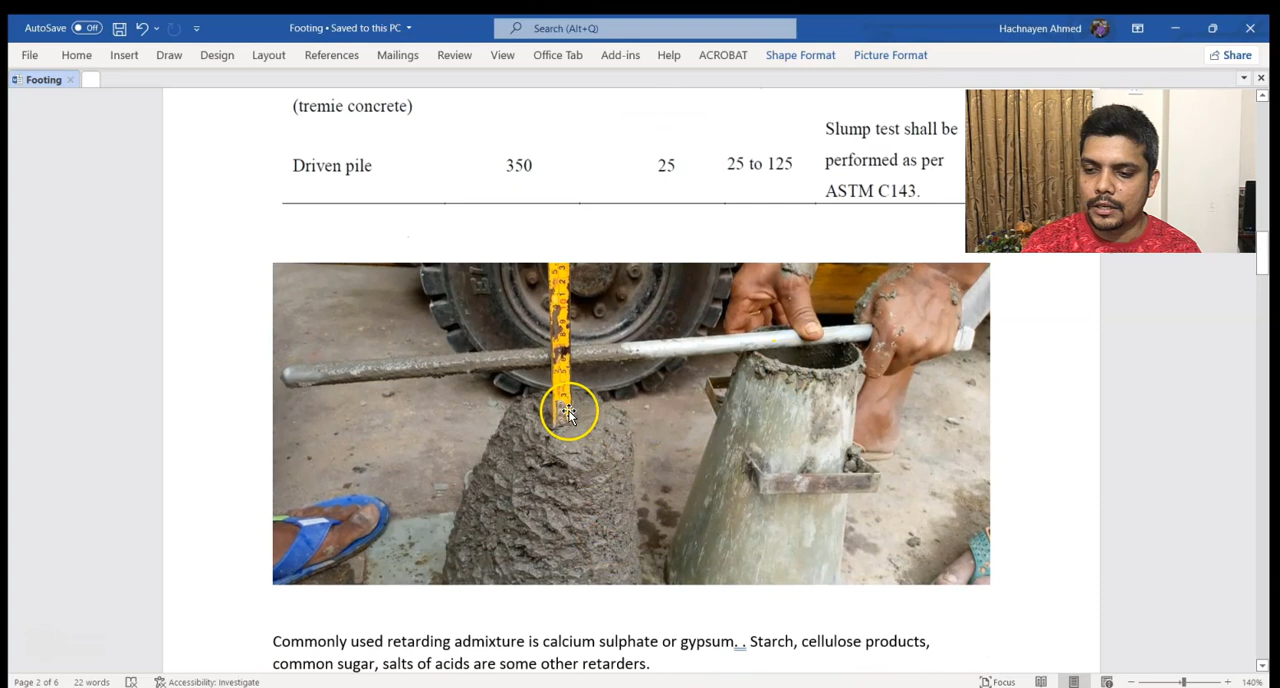 AutoSave Off
Footing • Saved to this PC
Search (Alt+Q)
Hachnayen Ahmed
File Home Insert Draw Design Layout References Mailings Review View Office Tab Add-ins Help ACROBAT Shape Format Picture Format Share
Footing
(tremie concrete)
Driven pile 350 25 25 to 125
Slump test shall be
performed as per
ASTM C143.
Commonly used retarding admixture is calcium sulphate or gypsum. . Starch, cellulose products,
common sugar, salts of acids are some other retarders.
Page 2 of 6 22 words Accessibility: Investigate Focus 140%